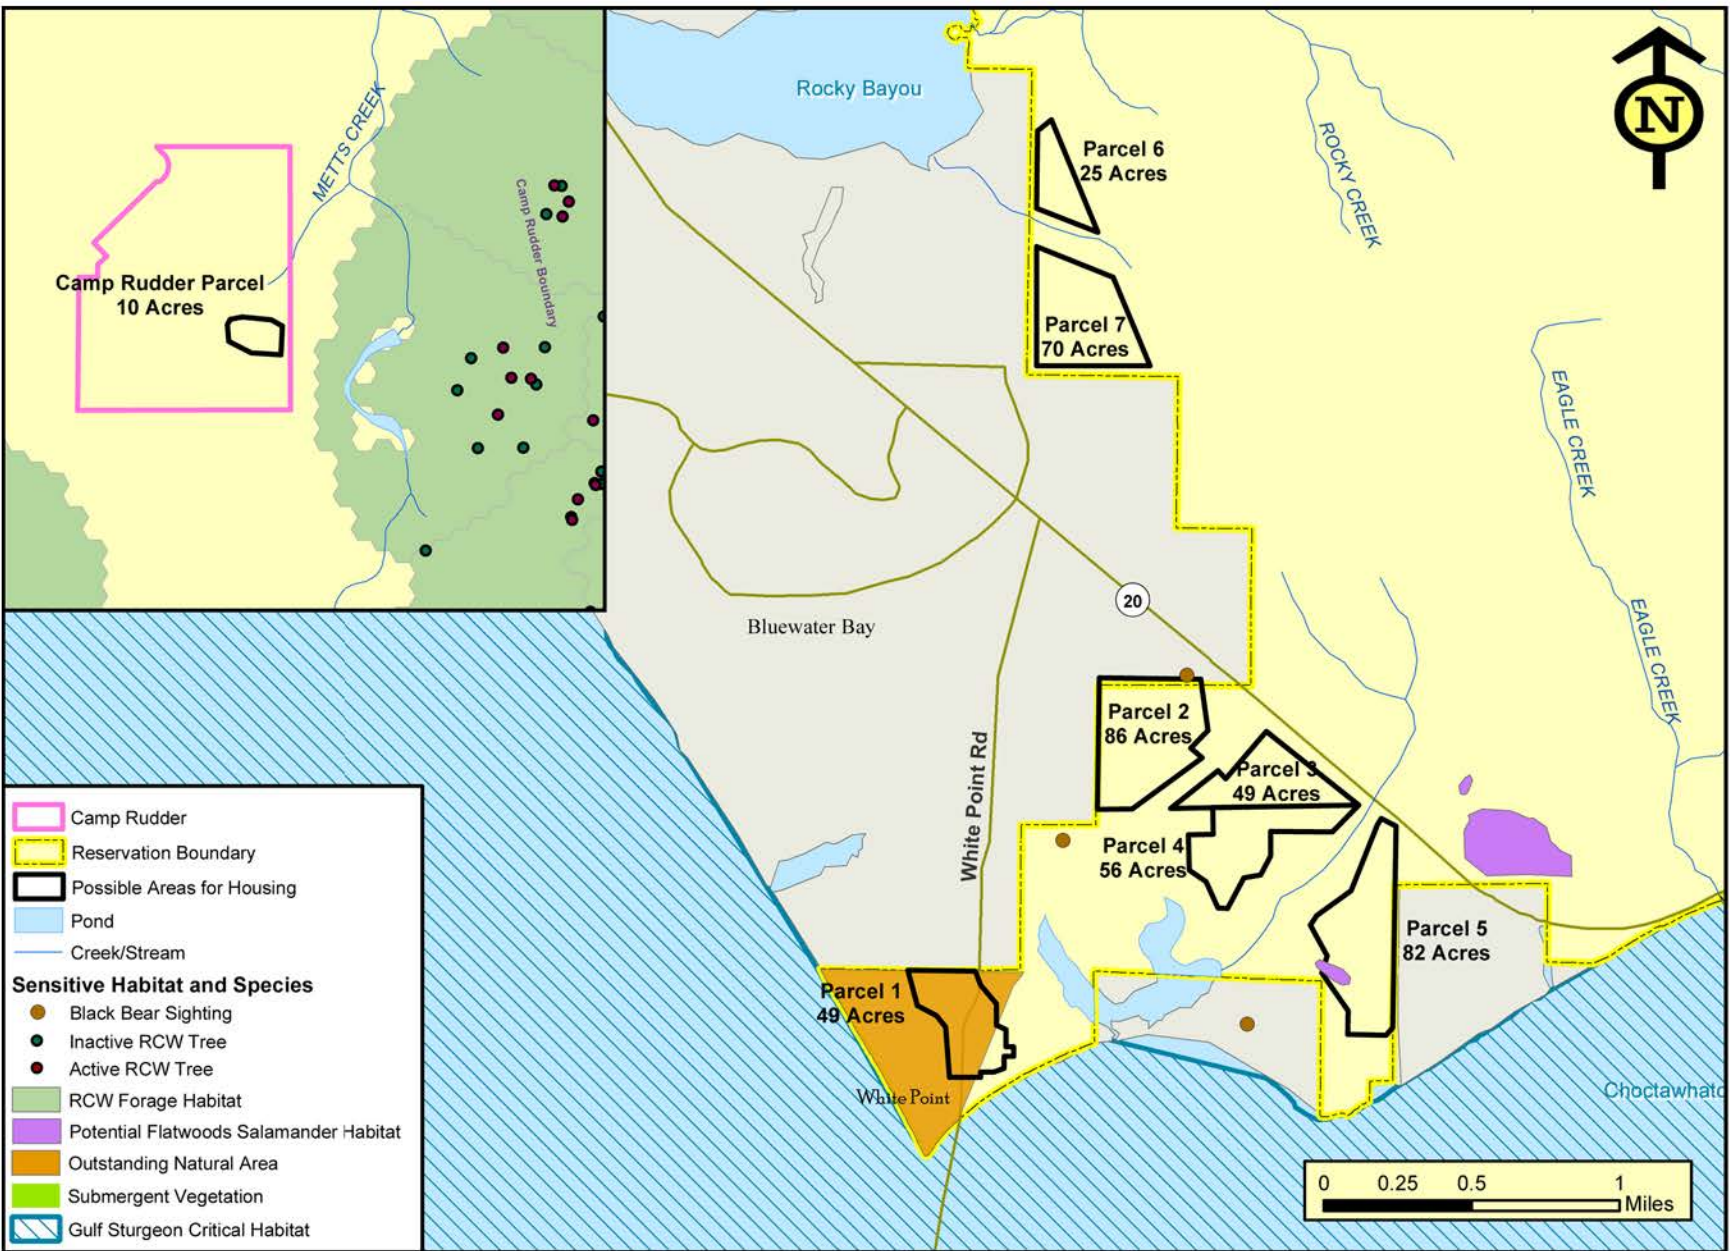 METTS CREEK
Camp Rudder Boundary
Camp Rudder Parcel
10 Acres
Rocky Bayou
N
ROCKY CREEK
Parcel 6
25 Acres
Parcel 7
70 Acres
EAGLE CREEK
EAGLE CREEK
20
Bluewater Bay
White Point Rd
Parcel 2
86 Acres
Parcel 3
49 Acres
Parcel 4
56 Acres
Parcel 5
82 Acres
Parcel 1
49 Acres
White Point
Choctawhatc
Camp Rudder
Reservation Boundary
Possible Areas for Housing
Pond
Creek/Stream
Sensitive Habitat and Species
Black Bear Sighting
Inactive RCW Tree
Active RCW Tree
RCW Forage Habitat
Potential Flatwoods Salamander Habitat
Outstanding Natural Area
Submergent Vegetation
Gulf Sturgeon Critical Habitat
0 0.25 0.5 1
Miles